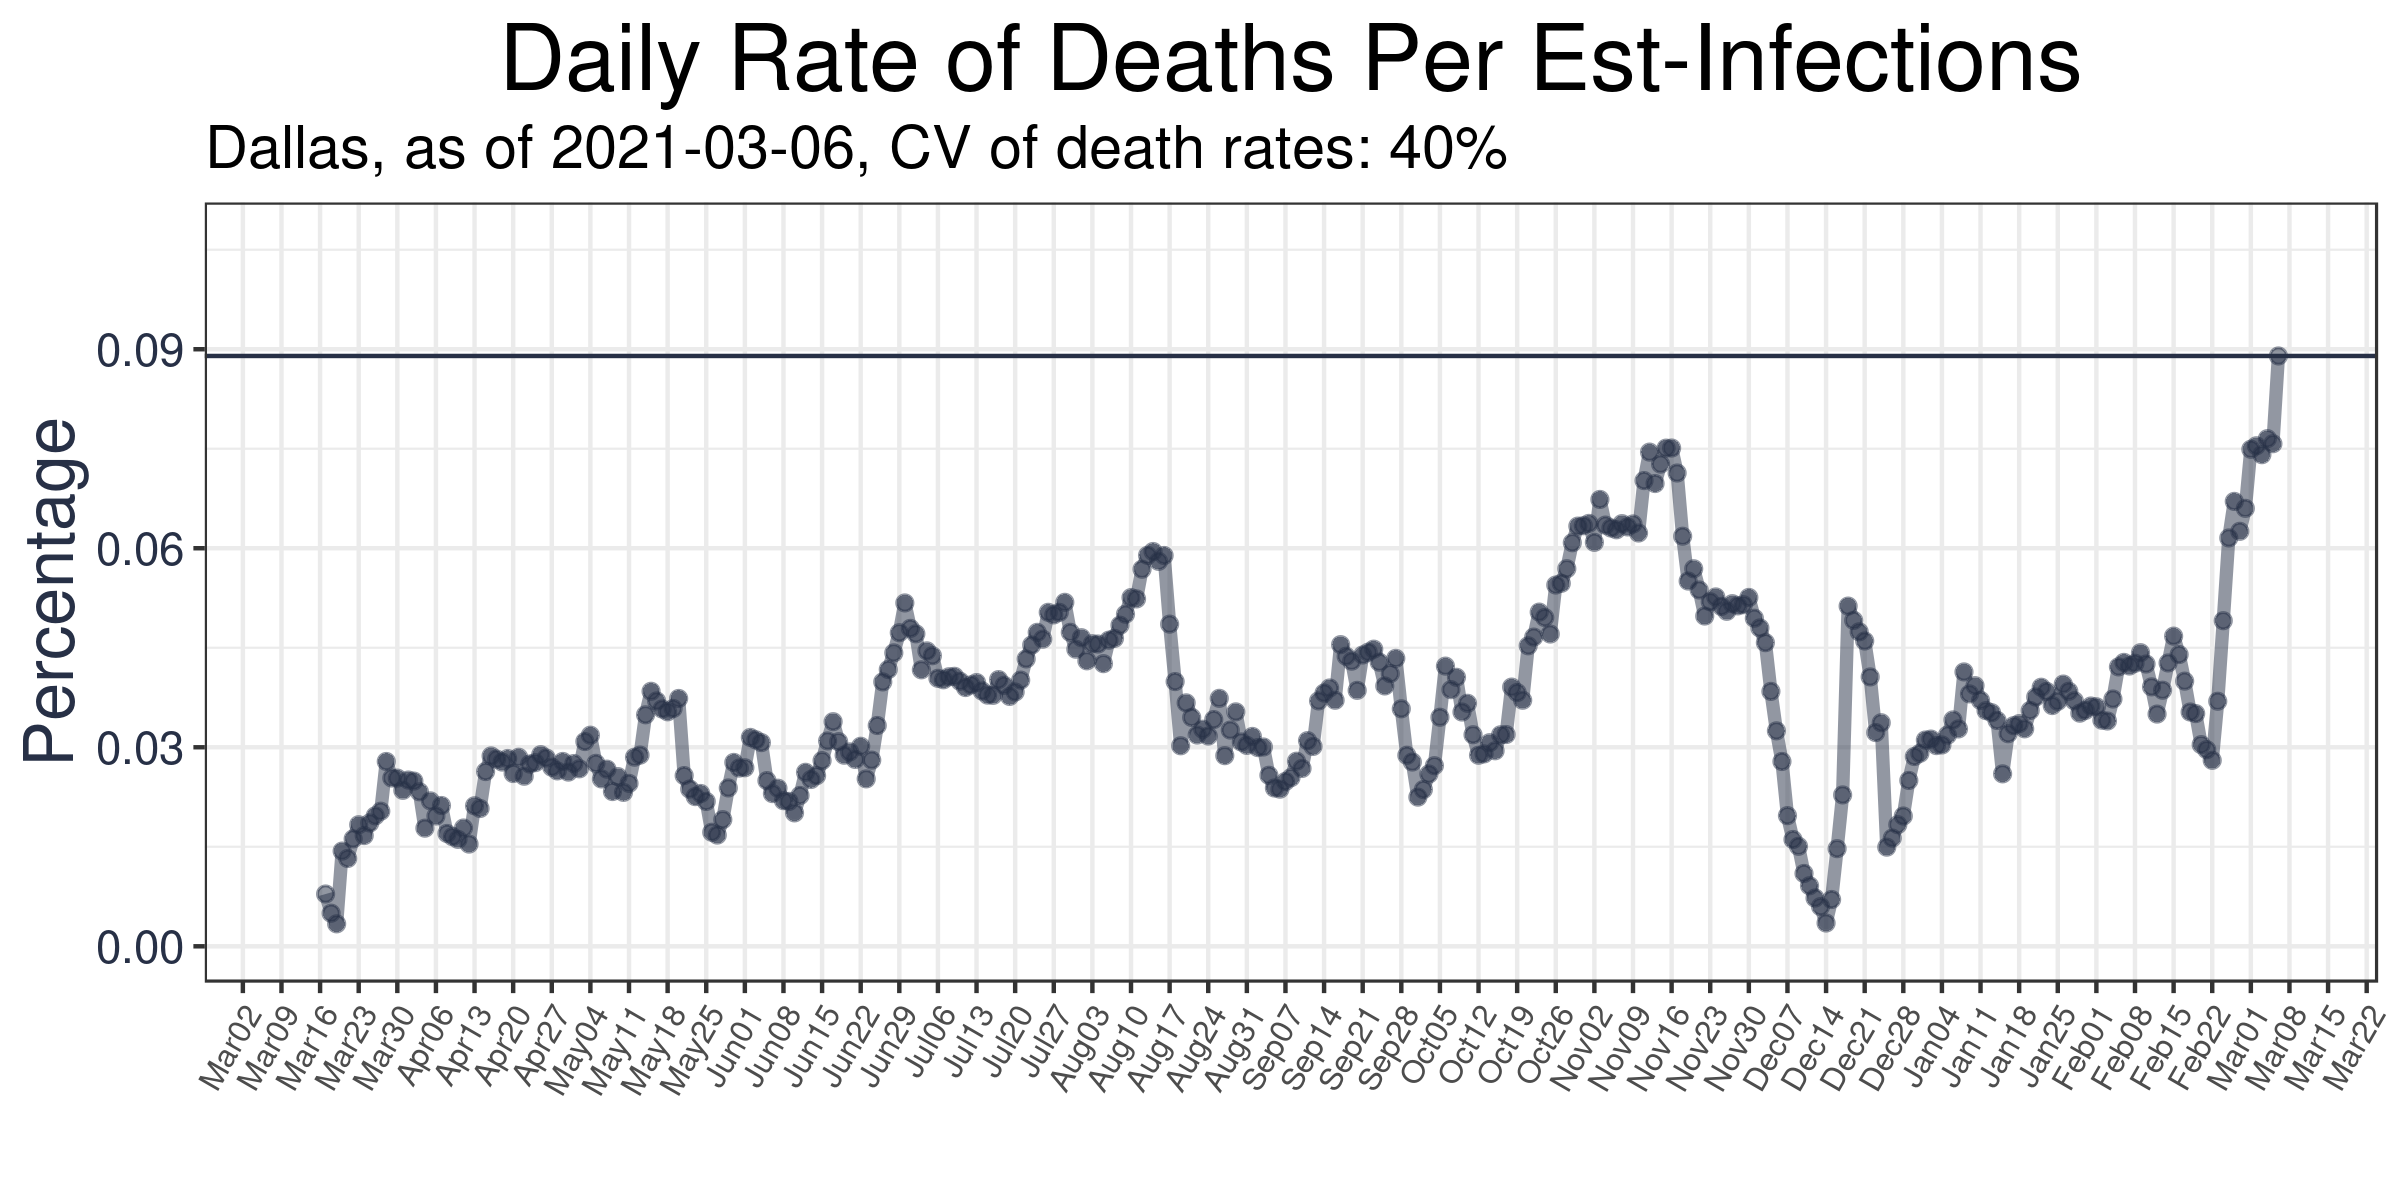 Daily Rate of Deaths Per Est-Infections
Dallas, as of 2021-03-06, CV of death rates: 40%
Percentage
0.09
0.06
0.03
0.00
Mar02
Mar09
Mar16
Mar23
Mar30
Apr06
Apr13
Apr20
Apr27
May04
May11
May18
May25
Jun01
Jun08
Jun15
Jun22
Jun29
Jul06
Jul13
Jul20
Jul27
Aug03
Aug10
Aug17
Aug24
Aug31
Sep07
Sep14
Sep21
Sep28
Oct05
Oct12
Oct19
Oct26
Nov02
Nov09
Nov16
Nov23
Nov30
Dec07
Dec14
Dec21
Dec28
Jan04
Jan11
Jan18
Jan25
Feb01
Feb08
Feb15
Feb22
Mar01
Mar08
Mar15
Mar22